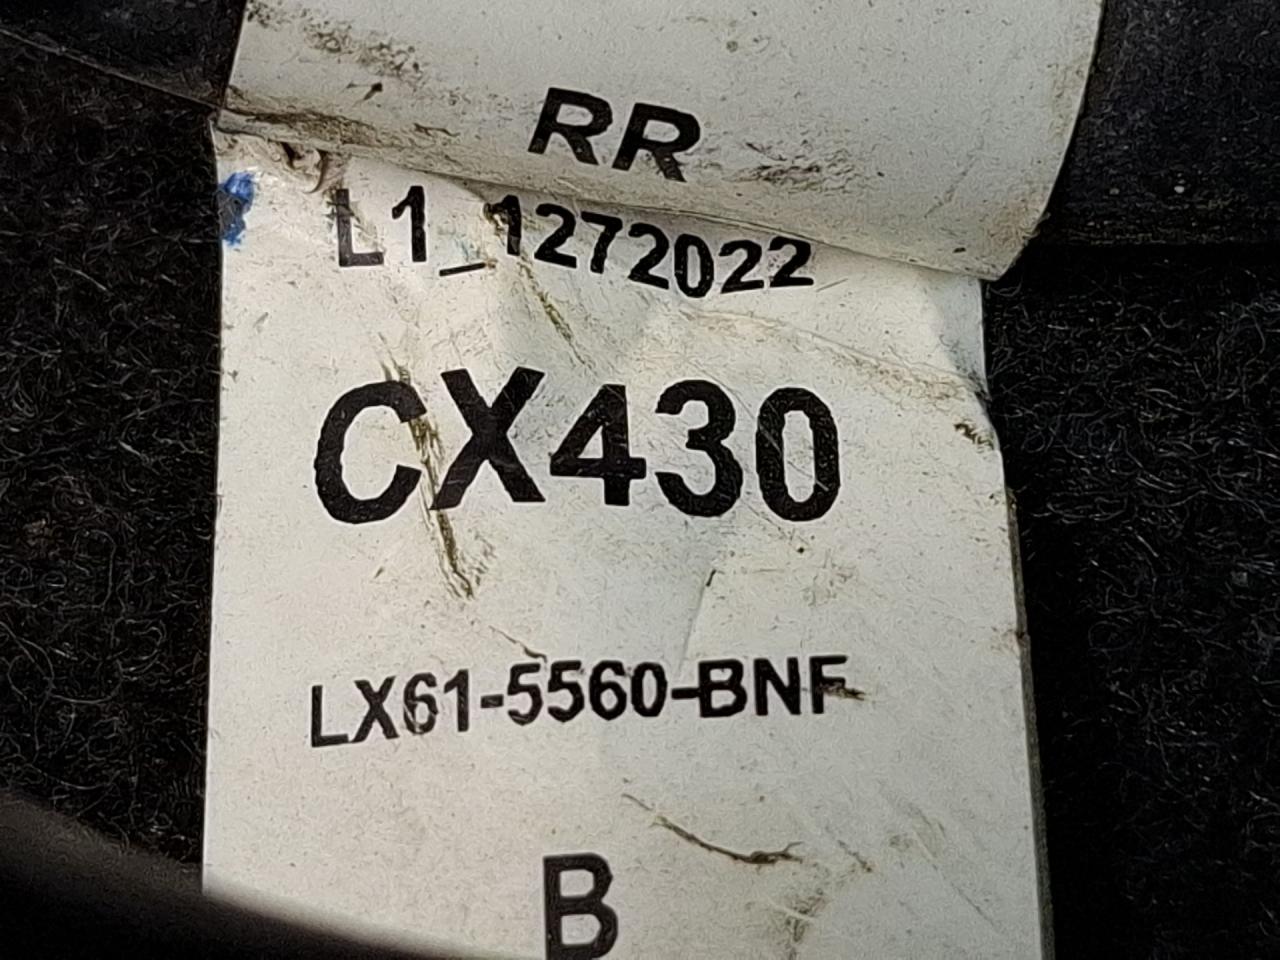 RR
L1_1272022
CX430
LX61-5560-BNF
B